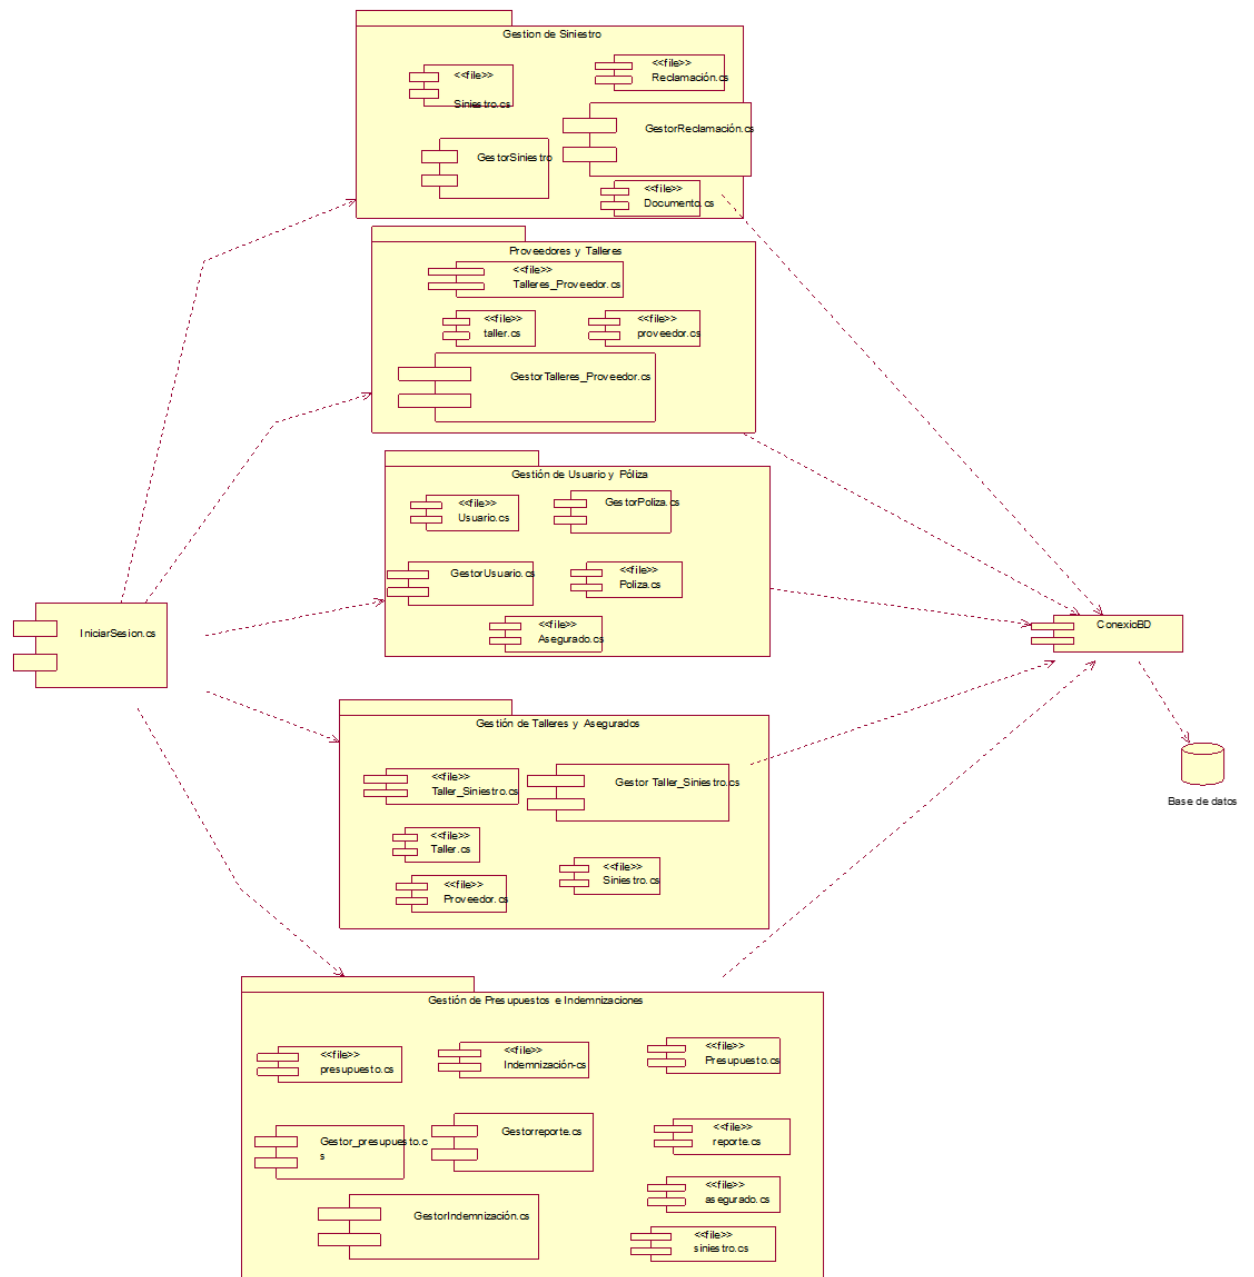 Gestion de Siniestro
<<file>>
Siniestro.cs
<<file>>
Reclamación.cs
GestorReclamación.cs
GestorSiniestro
<<file>>
Documento.cs
Proveedores y Talleres
<<file>>
Talleres_Proveedor.cs
<<file>>
taller.cs
<<file>>
proveedor.cs
GestorTalleres_Proveedor.cs
Gestión de Usuario y Póliza
<<file>>
Usuario.cs
GestorPoliza.cs
GestorUsuario.cs
<<file>>
Poliza.cs
<<file>>
Asegurado.cs
IniciarSesion.cs
ConexioBD
Base de datos
Gestión de Talleres y Asegurados
<<file>>
Taller_Siniestro.cs
Gestor Taller_Siniestro.cs
<<file>>
Taller.cs
<<file>>
Siniestro.cs
<<file>>
Proveedor.cs
Gestión de Presupuestos e Indemnizaciones
<<file>>
presupuesto.cs
<<file>>
Indemnización-cs
<<file>>
Presupuesto.cs
Gestor_presupuesto.c
s
Gestorreporte.cs
<<file>>
reporte.cs
<<file>>
asegurado.cs
GestorIndemnización.cs
<<file>>
siniestro.cs